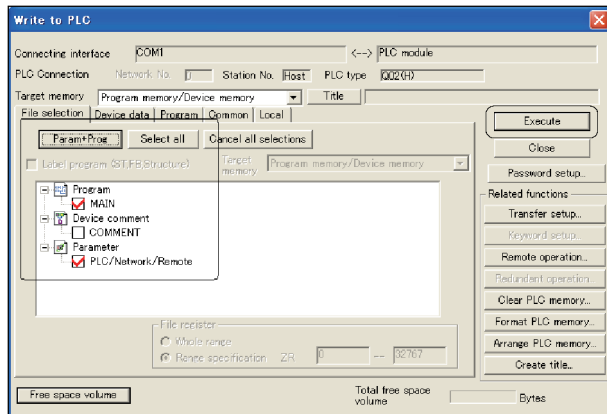 Write to PLC
Connecting interface COM1 <--> PLC module
PLC Connection Network No. 0 Station No. Host PLC type Q02(H)
Target memory Program memory/Device memory Title
File selection Device data Program Common Local
Param+Prog Select all Cancel all selections
Label program (ST,FB,Structure) Target memory Program memory/Device memory
Program
MAIN
Device comment
COMMENT
Parameter
PLC/Network/Remote
File register
Whole range
Range specification ZR 0 -- 32767
Free space volume
Total free space volume Bytes
Execute
Close
Password setup...
Related functions
Transfer setup...
Keyword setup...
Remote operation...
Redundant operation
Clear PLC memory...
Format PLC memory...
Arrange PLC memory...
Create title...